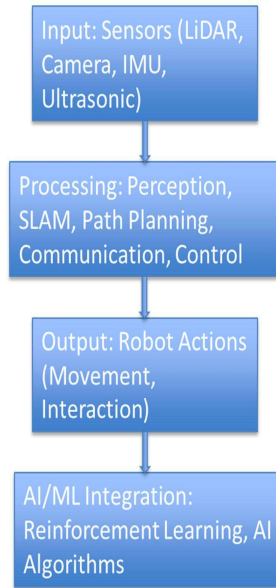 Input: Sensors (LiDAR,
Camera, IMU,
Ultrasonic)
Processing: Perception,
SLAM, Path Planning,
Communication, Control
Output: Robot Actions
(Movement,
Interaction)
AI/ML Integration:
Reinforcement Learning, AI
Algorithms